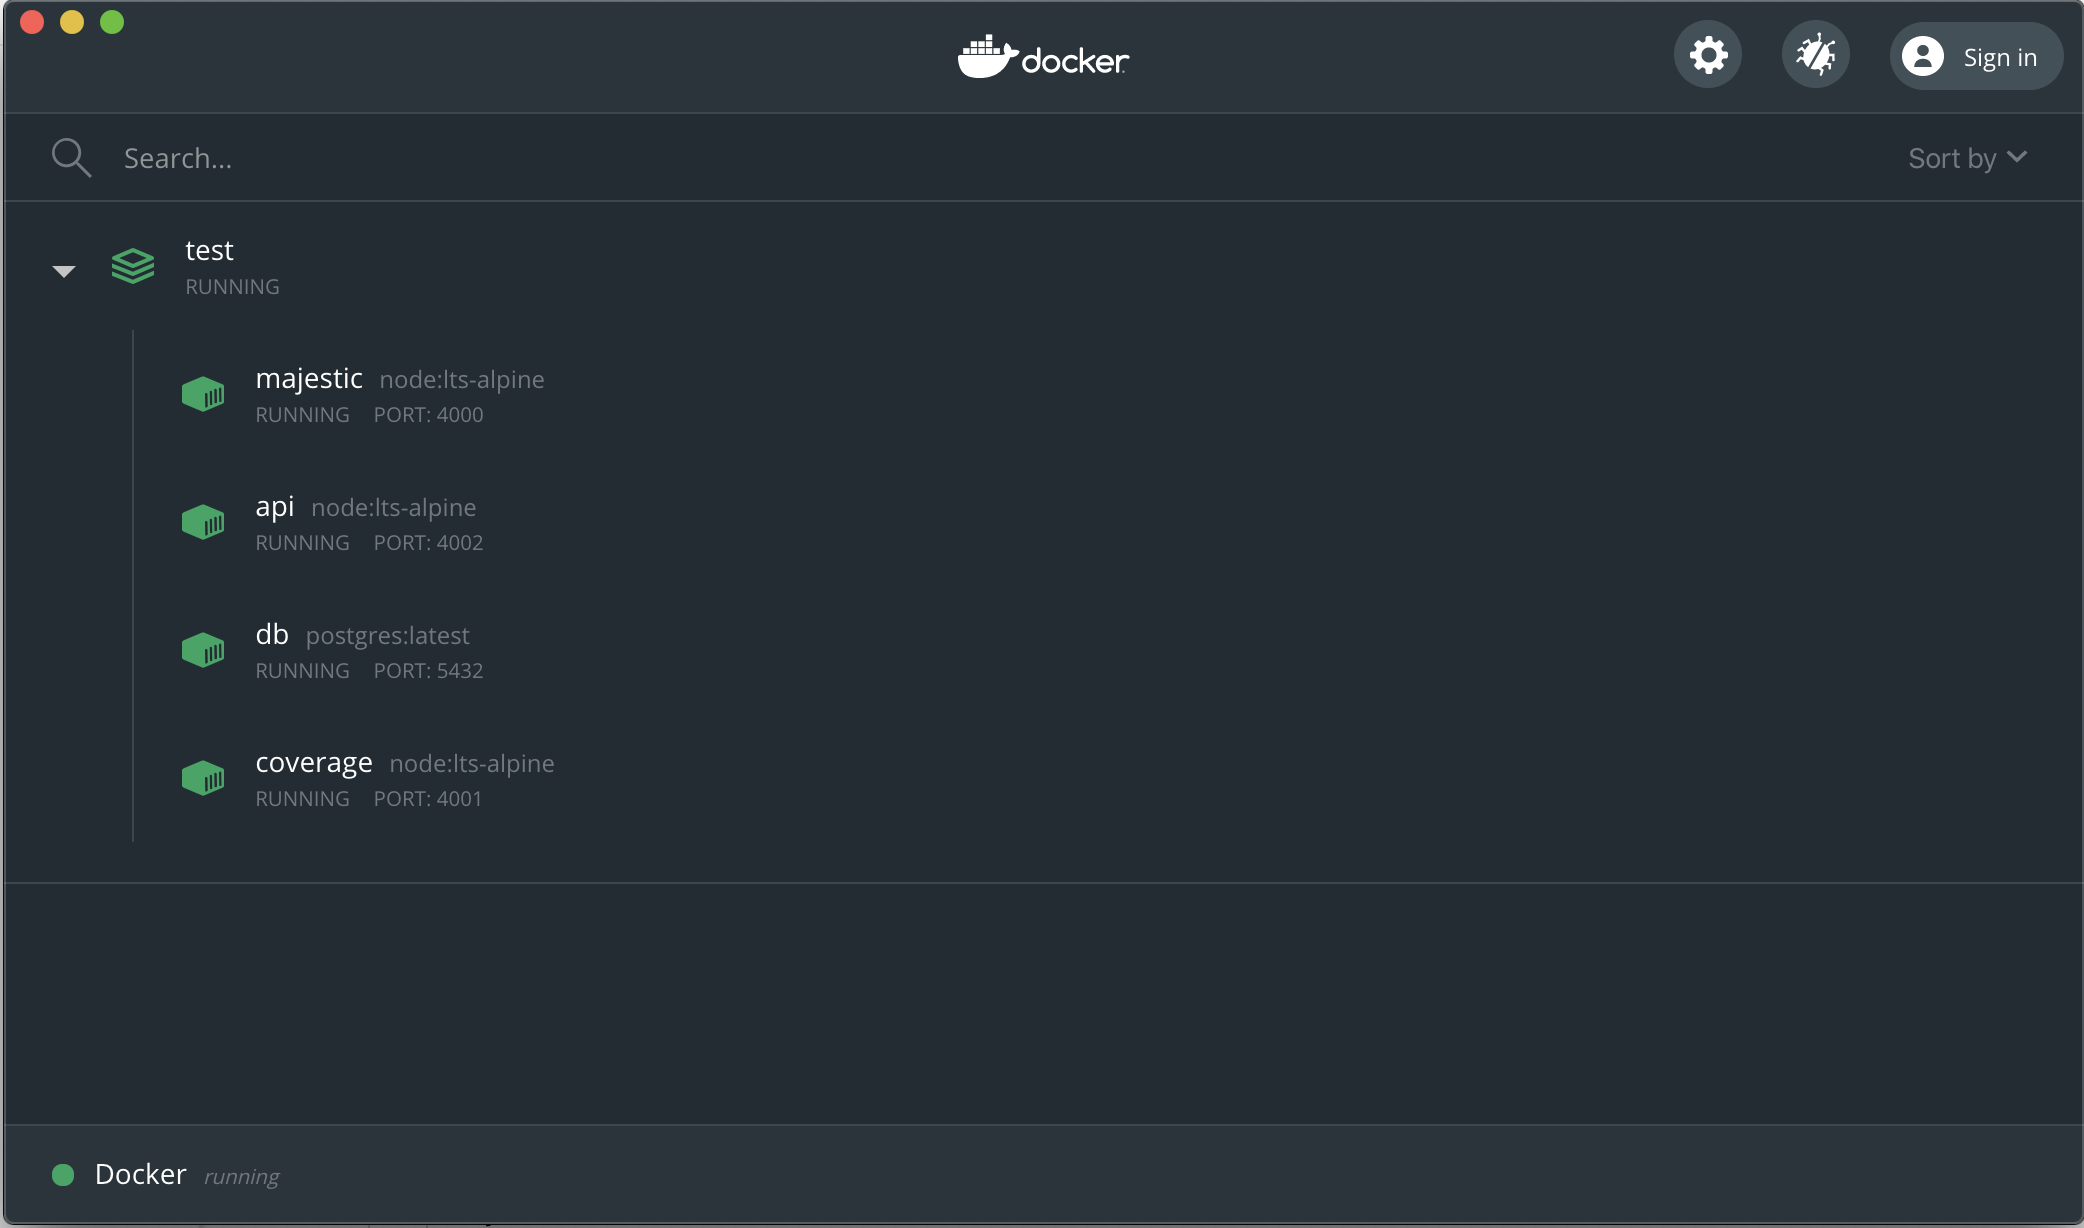 docker
Sign in
Search...
Sort by
test
RUNNING
majestic node:lts-alpine
RUNNING PORT: 4000
api node:lts-alpine
RUNNING PORT: 4002
db postgres:latest
RUNNING PORT: 5432
coverage node:lts-alpine
RUNNING PORT: 4001
Docker running